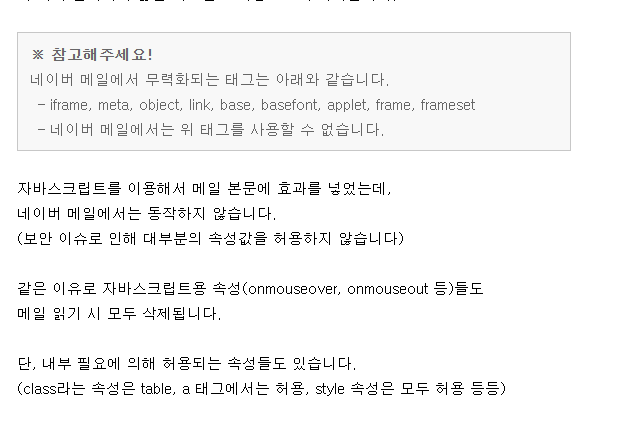 ※ 참고해주세요!
네이버 메일에서 무력화되는 태그는 아래와 같습니다.
- iframe, meta, object, link, base, basefont, applet, frame, frameset
- 네이버 메일에서는 위 태그를 사용할 수 없습니다.
자바스크립트를 이용해서 메일 본문에 효과를 넣었는데,
네이버 메일에서는 동작하지 않습니다.
(보안 이슈로 인해 대부분의 속성값을 허용하지 않습니다)
같은 이유로 자바스크립트용 속성(onmouseover, onmouseout 등)들도
메일 읽기 시 모두 삭제됩니다.
단, 내부 필요에 의해 허용되는 속성들도 있습니다.
(class라는 속성은 table, a 태그에서는 허용, style 속성은 모두 허용 등등)